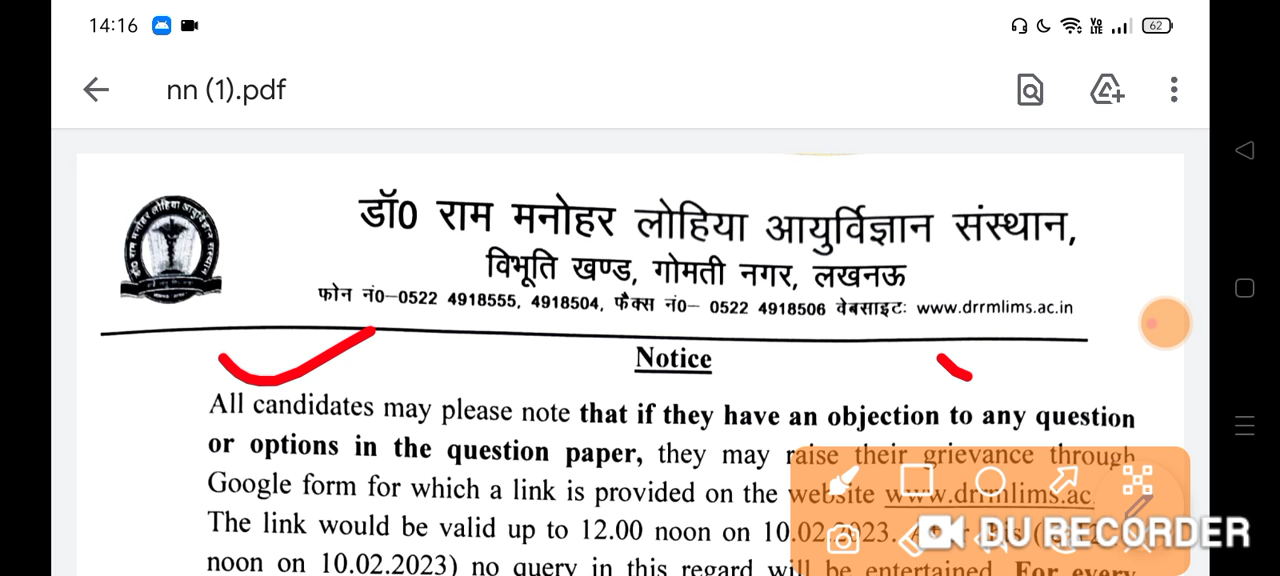 14:16
VO LTE 62
nn (1).pdf
डॉ0 राम मनोहर लोहिया आयुर्विज्ञान संस्थान,
विभूति खण्ड, गोमती नगर, लखनऊ
फोन नं0–0522 4918555, 4918504, फैक्स नं0– 0522 4918506 वेबसाइटः www.drrmlims.ac.in
Notice
All candidates may please note that if they have an objection to any question
or options in the question paper, they may raise their grievance through
Google form for which a link is provided on the website www.drrmlims.ac
The link would be valid up to 12.00 noon on 10.02.2023.
noon on 10.02.2023) no query in this regard will be entertained. For every
DU RECORDER